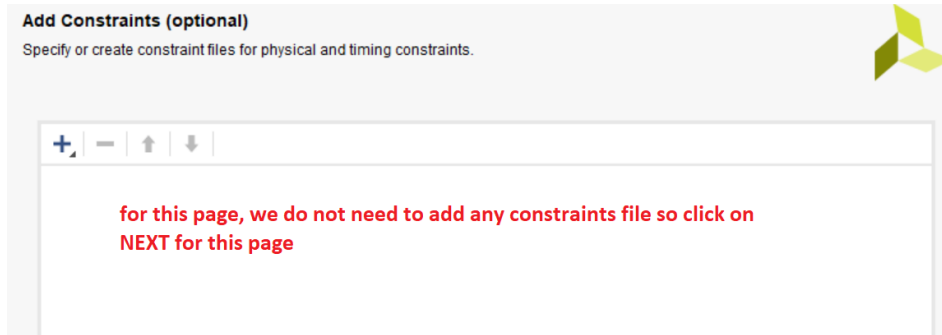 Add Constraints (optional)
Specify or create constraint files for physical and timing constraints.
for this page, we do not need to add any constraints file so click on
NEXT for this page